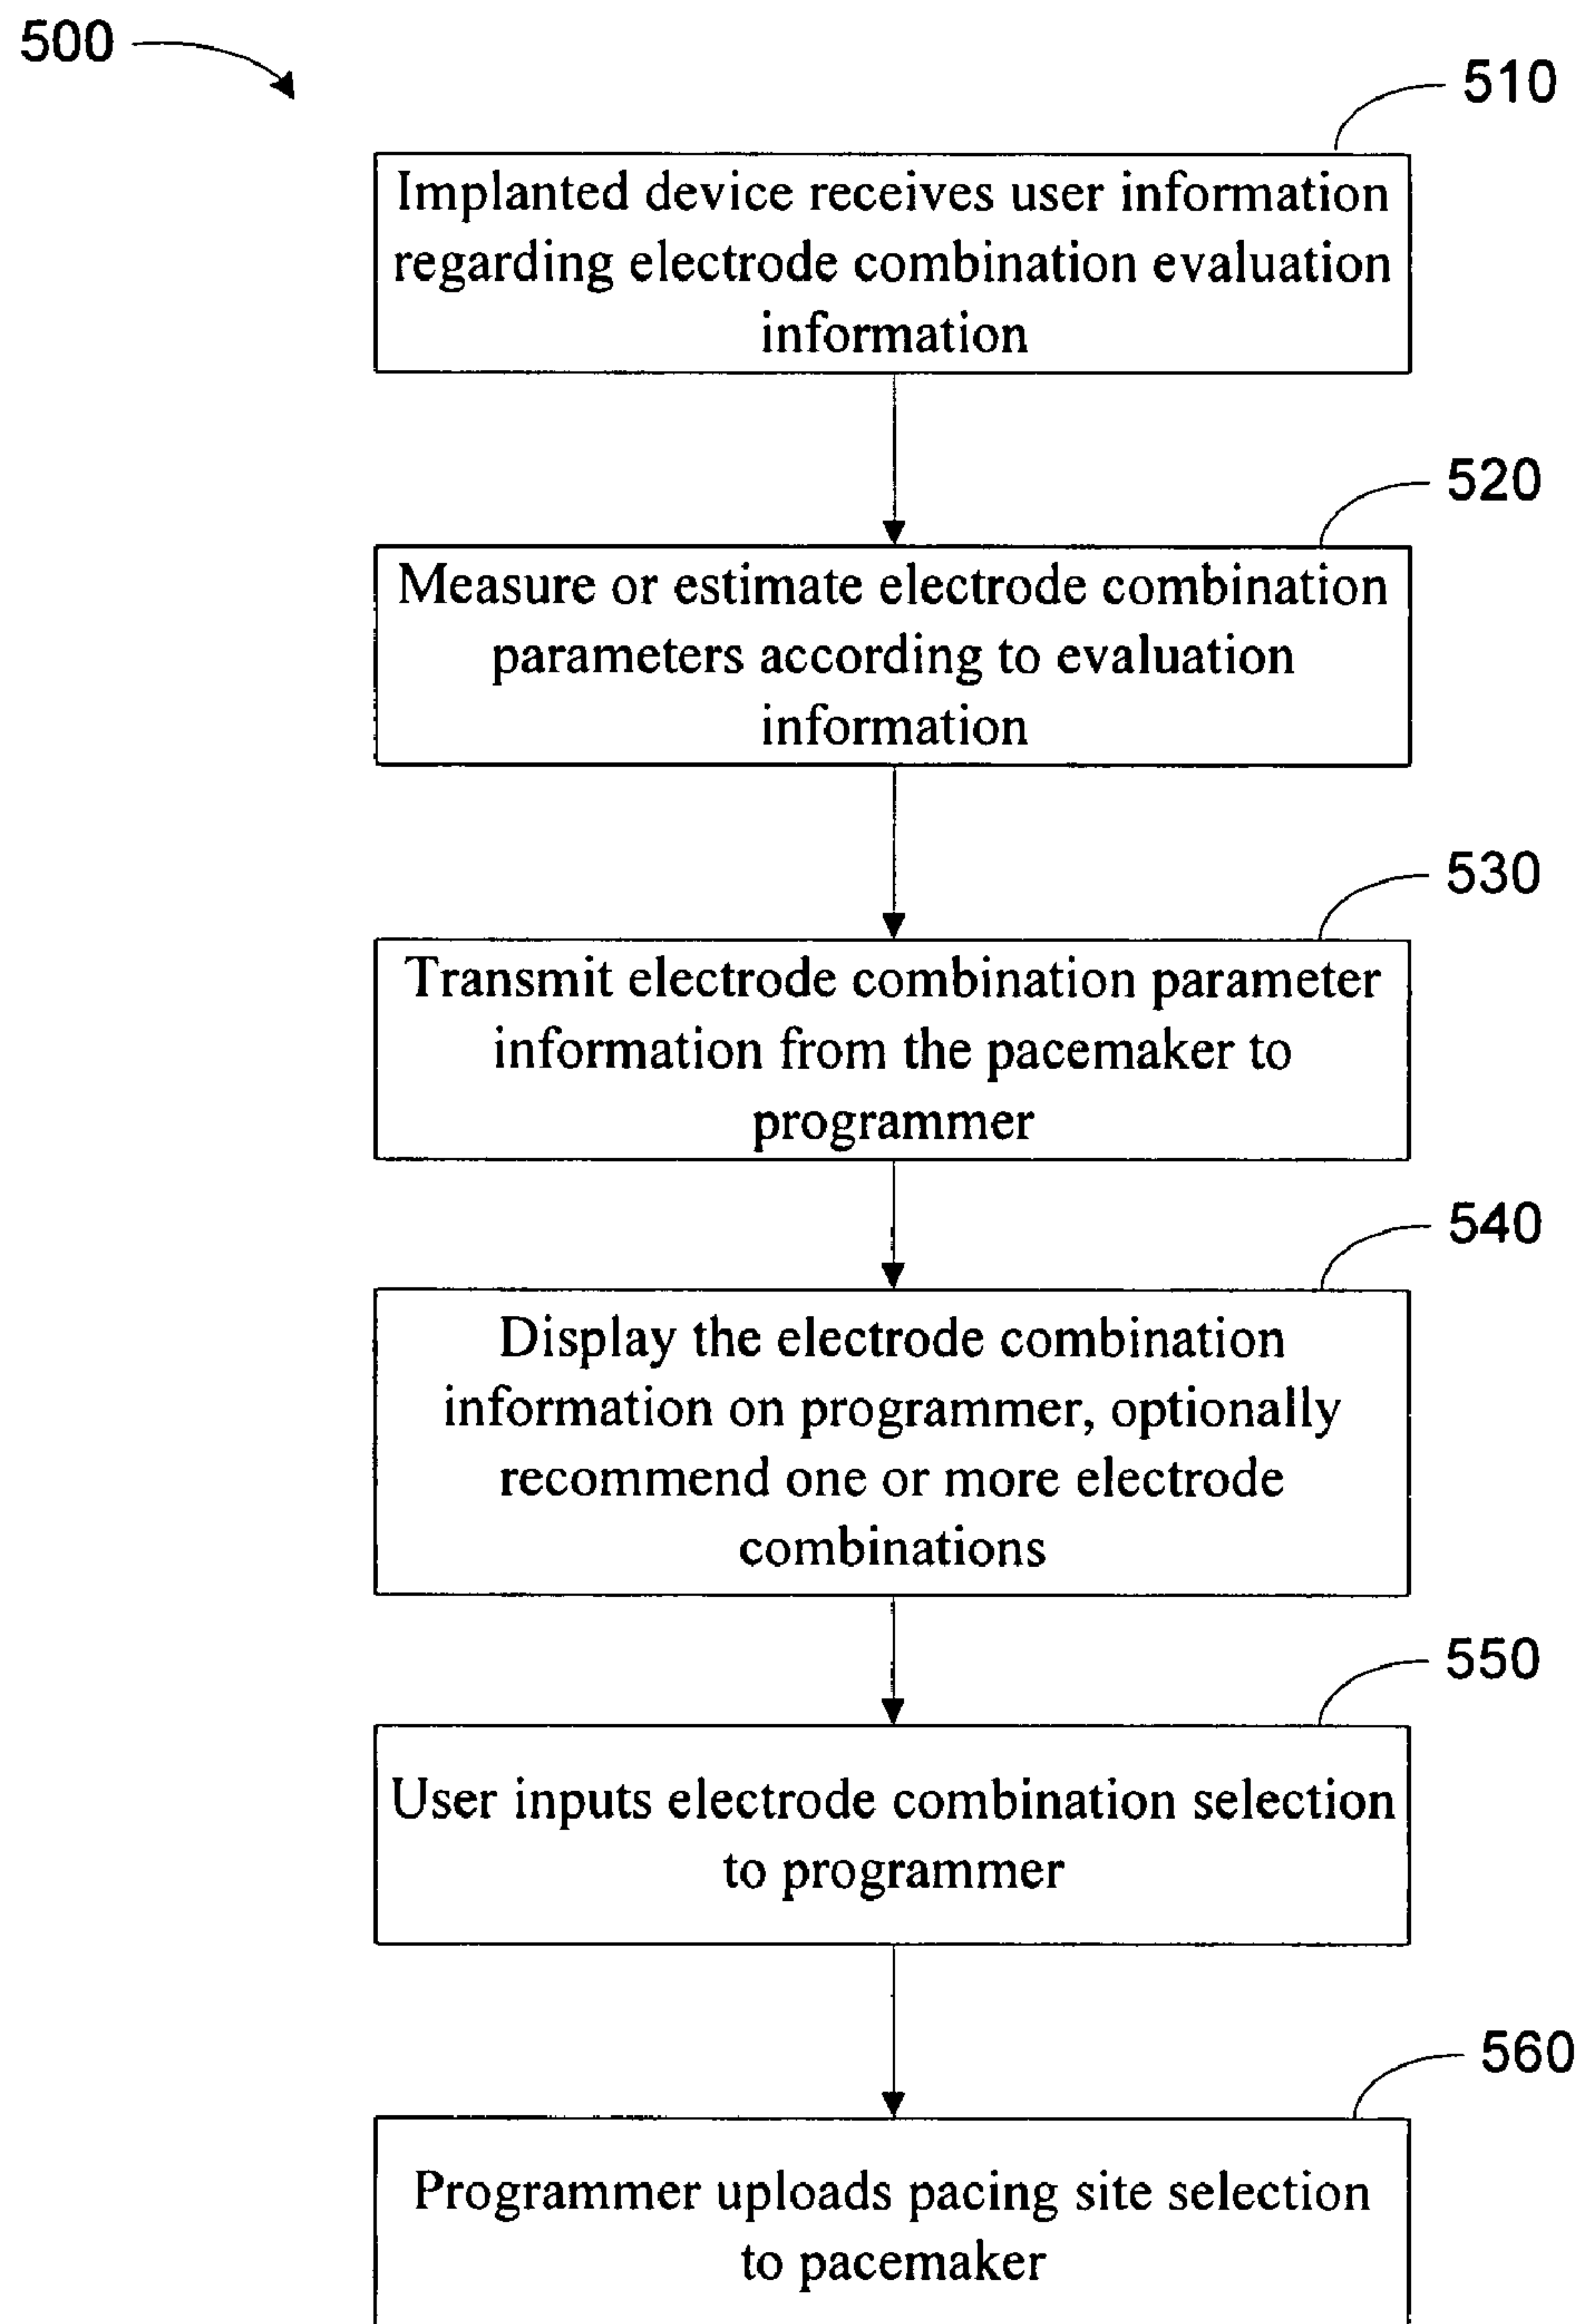 500
510
Implanted device receives user information
regarding electrode combination evaluation
information
520
Measure or estimate electrode combination
parameters according to evaluation
information
530
Transmit electrode combination parameter
information from the pacemaker to
programmer
540
Display the electrode combination
information on programmer, optionally
recommend one or more electrode
combinations
550
User inputs electrode combination selection
to programmer
560
Programmer uploads pacing site selection
to pacemaker